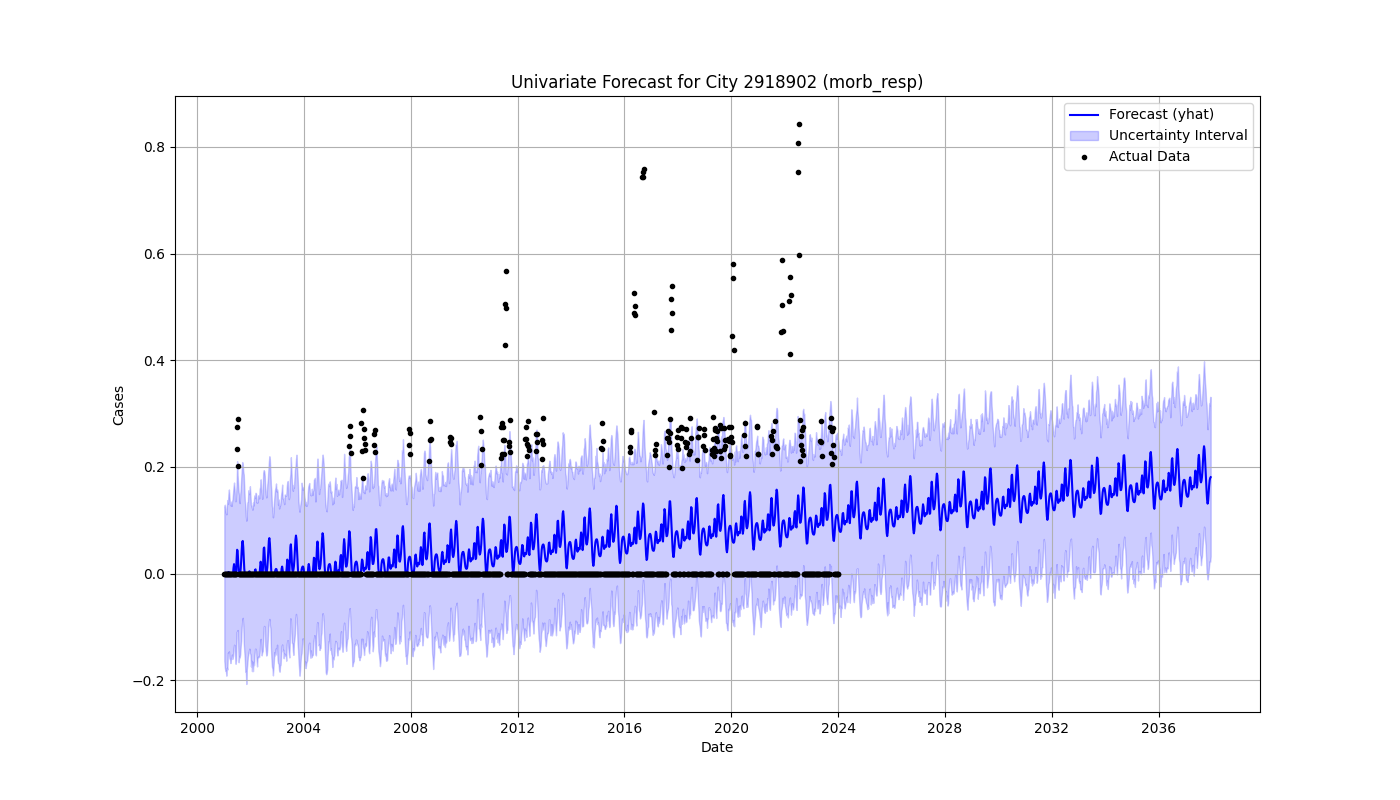 Univariate Forecast for City 2918902 (morb_resp)
Forecast (yhat)
Uncertainty Interval
Actual Data
Cases
0.8
0.6
0.4
0.2
0.0
−0.2
2000 2004 2008 2012 2016 2020 2024 2028 2032 2036
Date